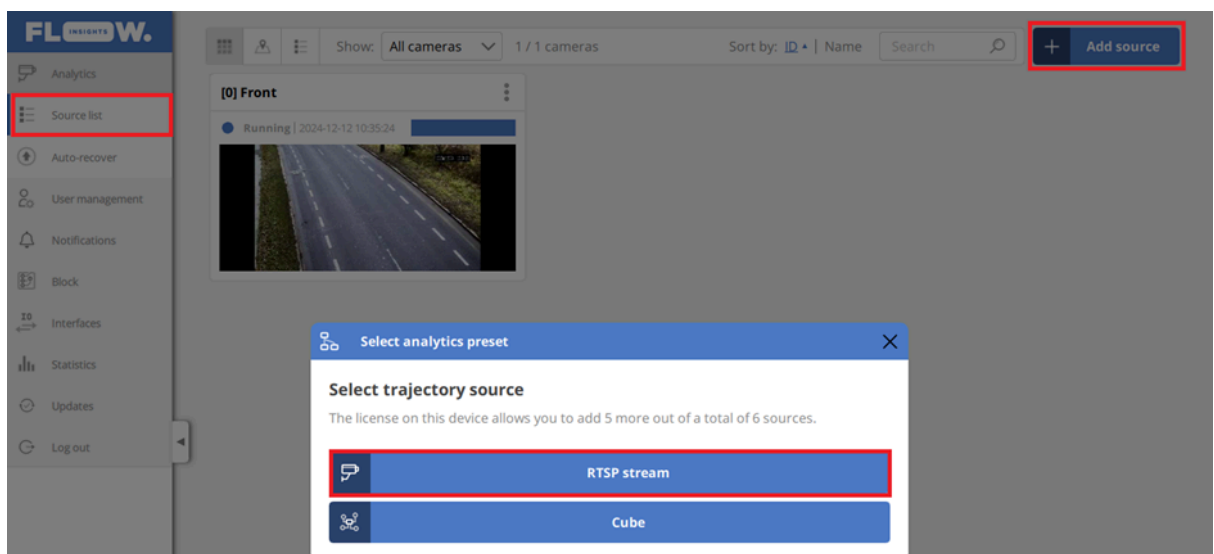 FLOW.
INSIGHTS
Analytics
Source list
Auto-recover
User management
Notifications
Block
IO
Interfaces
Statistics
Updates
Log out
Show: All cameras 1 / 1 cameras Sort by: ID | Name Search + Add source
[0] Front
Running | 2024-12-12 10:35:24
Select analytics preset
Select trajectory source
The license on this device allows you to add 5 more out of a total of 6 sources.
RTSP stream
Cube